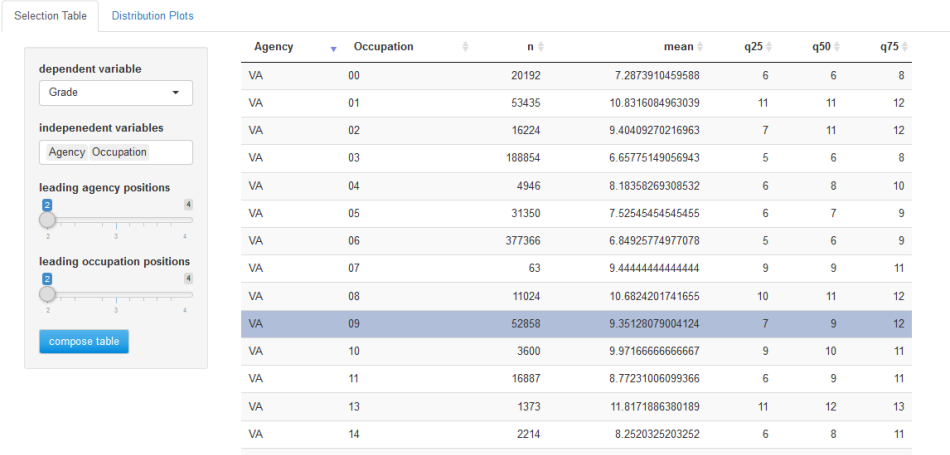 Selection Table Distribution Plots
dependent variable
Grade
indepenedent variables
Agency Occupation
leading agency positions
2 4
2 3 4
leading occupation positions
2 4
2 3 4
compose table
Agency Occupation n mean q25 q50 q75
VA 00 20192 7.2873910459588 6 6 8
VA 01 53435 10.8316084963039 11 11 12
VA 02 16224 9.40409270216963 7 11 12
VA 03 188854 6.65775149056943 5 6 8
VA 04 4946 8.18358269308532 6 8 10
VA 05 31350 7.52545454545455 6 7 9
VA 06 377366 6.84925774977078 5 6 9
VA 07 63 9.44444444444444 9 9 11
VA 08 11024 10.6824201741655 10 11 12
VA 09 52858 9.35128079004124 7 9 12
VA 10 3600 9.97166666666667 9 10 11
VA 11 16887 8.77231006099366 6 9 11
VA 13 1373 11.8171886380189 11 12 13
VA 14 2214 8.2520325203252 6 8 11